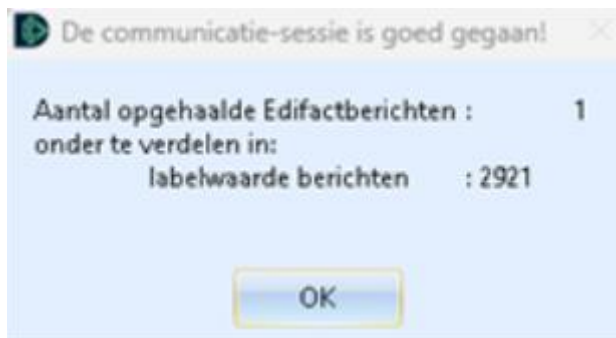 De communicatie-sessie is goed gegaan!
Aantal opgehaalde Edifactberichten : 1
onder te verdelen in:
labelwaarde berichten : 2921
OK